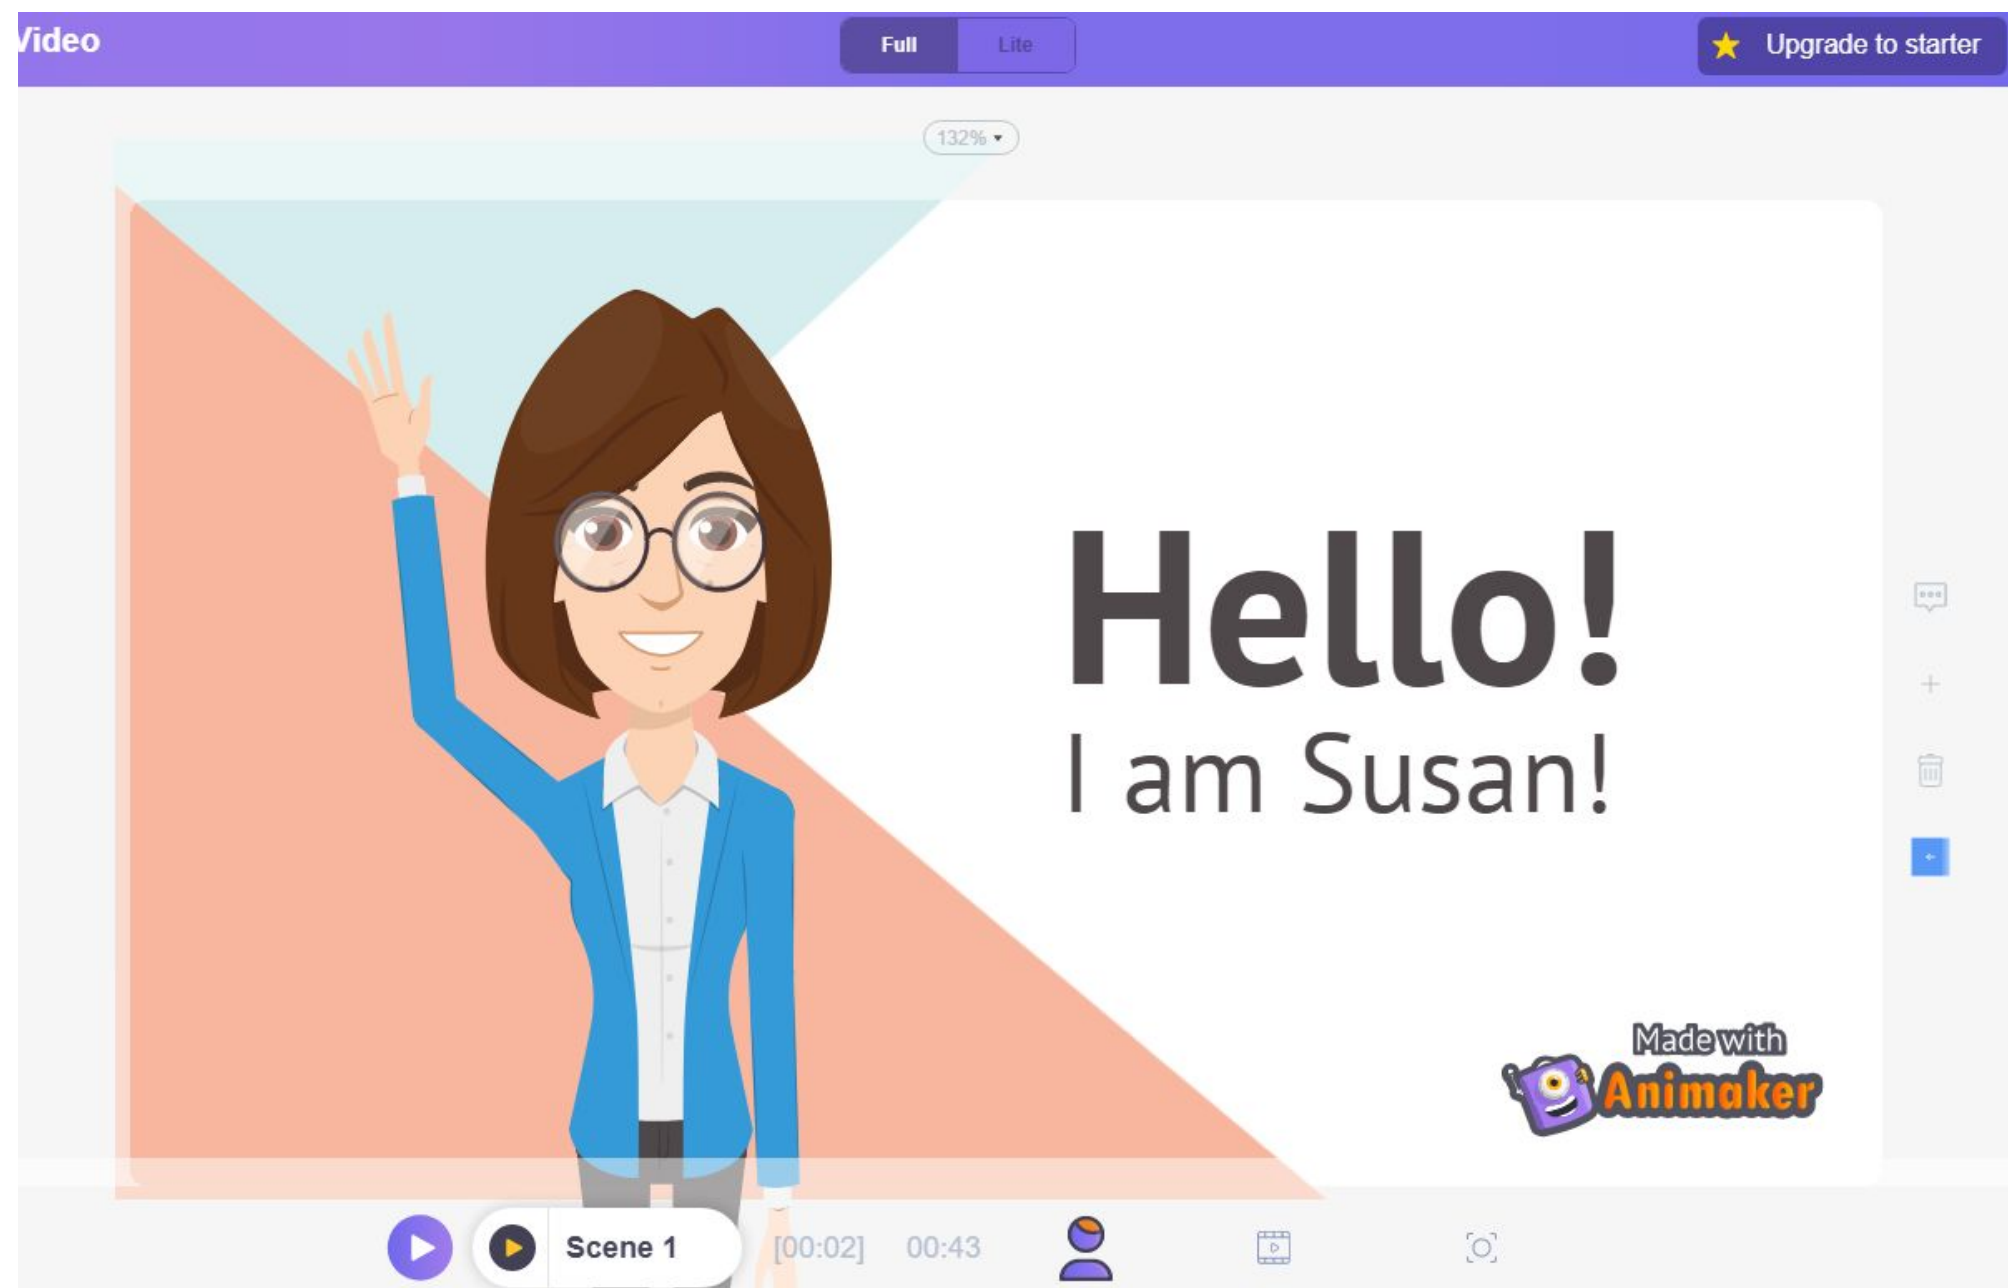 Video
Full
Lite
Upgrade to starter
132%
Hello!
I am Susan!
Made with
Animaker
Scene 1
[00:02]
00:43